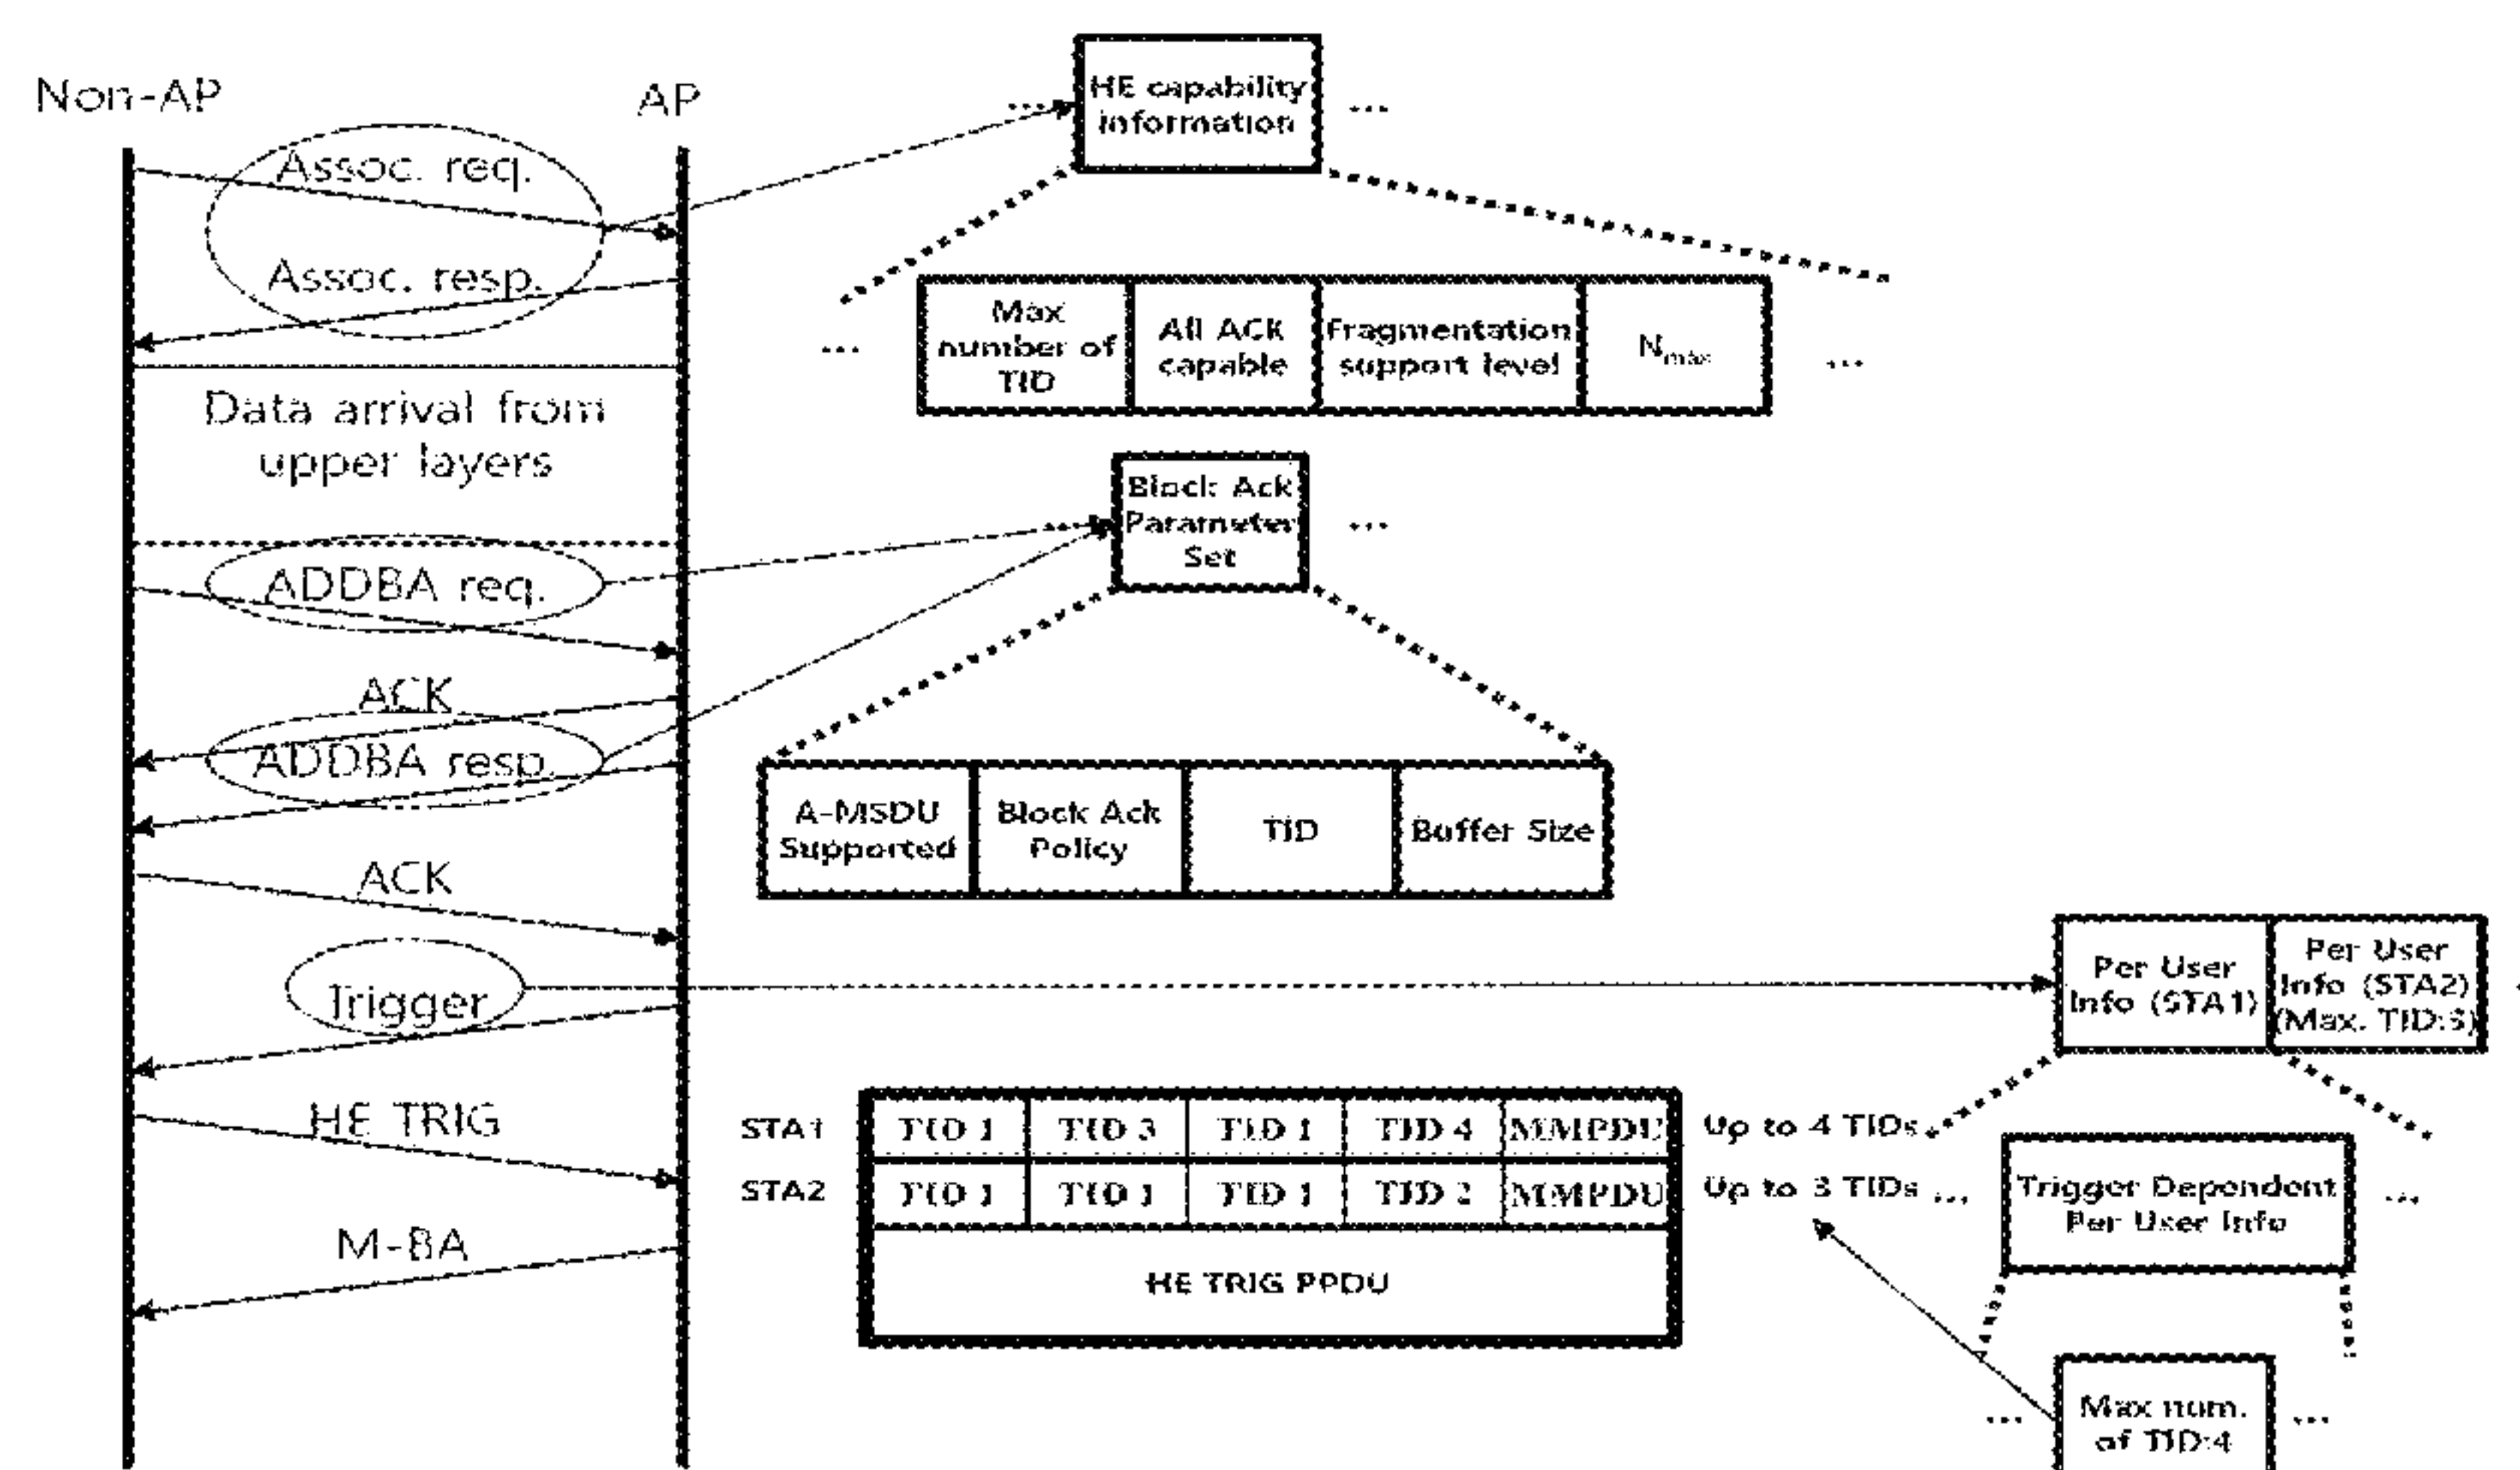 Non-AP
AP
Assoc. req.
Assoc. resp.
Data arrival from
upper layers
ADDBA req.
ACK
ADDBA resp.
ACK
Trigger
HE TRIG
M-BA
... HE capability ...
information
... Max
number of
TID
All ACK
capable
Fragmentation
support level
Nmax
...
... Block Ack ...
Parameter
Set
A-MSDU
Supported
Block Ack
Policy
TID
Buffer Size
Per User
Info (STA1)
Per User
Info (STA2)
STA1 TID 1 TID 3 TID 1 TID 4 MMPDU Up to 4 TIDs
STA2 TID 1 TID 1 TID 1 TID 2 MMPDU Up to 3 TIDs
HE TRIG PPDU
... Trigger Dependent ...
Per User Info
... Max num. ...
of TID:4